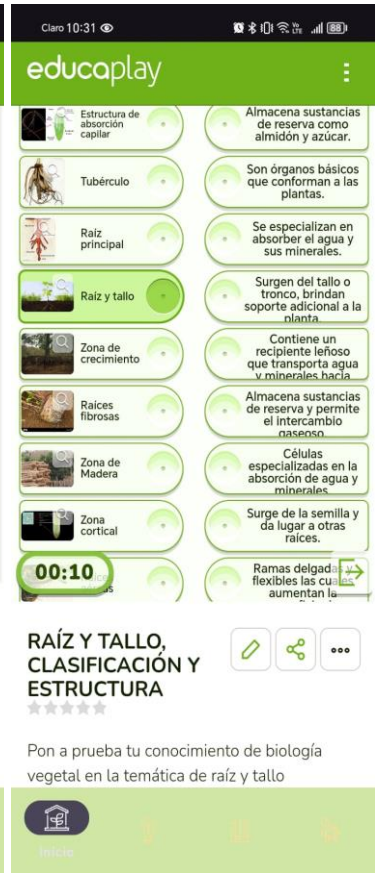 Claro 10:31
88
educaplay
Estructura de
absorción
capilar
Almacena sustancias
de reserva como
almidón y azúcar.
Tubérculo
Son órganos básicos
que conforman a las
plantas.
Raíz
principal
Se especializan en
absorber el agua y
sus minerales.
Raíz y tallo
Surgen del tallo o
tronco, brindan
soporte adicional a la
planta.
Zona de
crecimiento
Contiene un
recipiente leñoso
que transporta agua
y minerales hacia
Raíces
fibrosas
Almacena sustancias
de reserva y permite
el intercambio
gaseoso.
Zona de
Madera
Células
especializadas en la
absorción de agua y
minerales
Zona
cortical
Surge de la semilla y
da lugar a otras
raíces.
00:10
Ramas delgadas y
flexibles las cuales
aumentan la
RAÍZ Y TALLO,
CLASIFICACIÓN Y
ESTRUCTURA
Pon a prueba tu conocimiento de biología
vegetal en la temática de raíz y tallo
Inicio